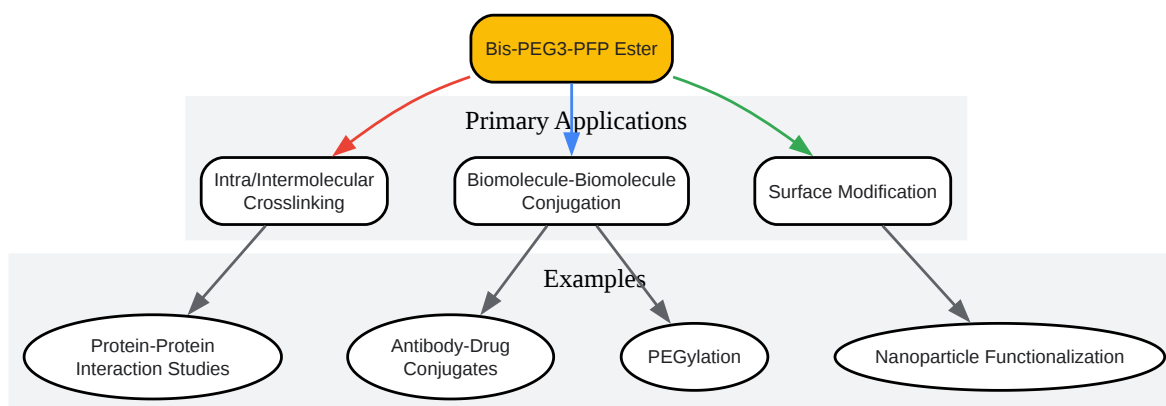 Bis-PEG3-PFP Ester
Primary Applications
Intra/Intermolecular
Crosslinking
Biomolecule-Biomolecule
Conjugation
Surface Modification
Examples
Protein-Protein
Interaction Studies
Antibody-Drug
Conjugates
PEGylation
Nanoparticle Functionalization